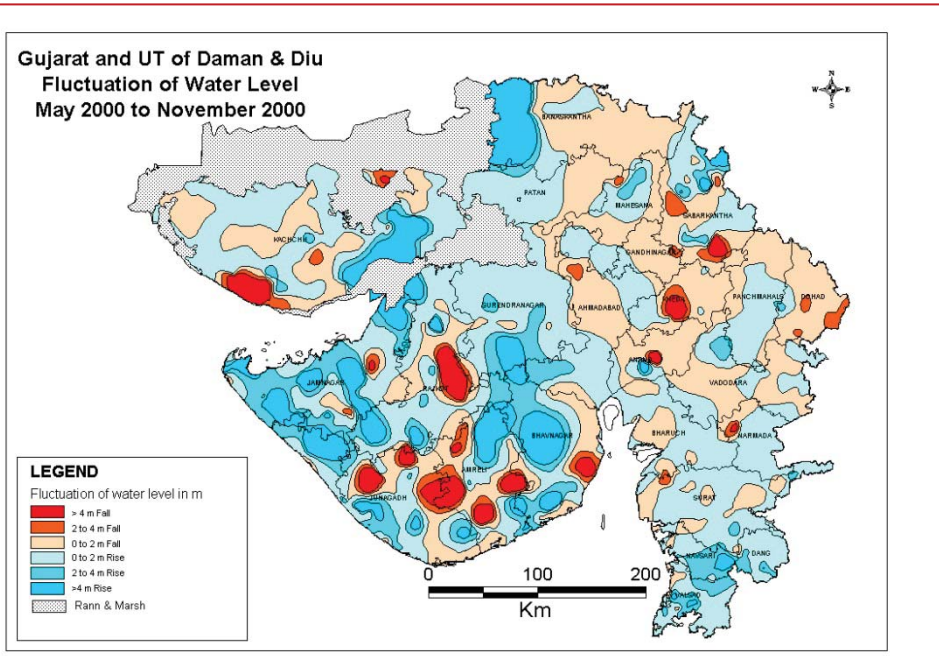 Gujarat and UT of Daman & Diu
Fluctuation of Water Level
May 2000 to November 2000
N
W
E
S
BANASKANTHA
PATAN
MAHESANA
SABARKANTHA
KACHCHH
GANDHINAGAR
SURENDRANAGAR
AHMADABAD
KHEDA
PANCHMAHALS
DOHAD
ANAND
JAMNAGAR
RAJKOT
VADODARA
BHARUCH
NARMADA
BHAVNAGAR
AMRELI
JUNAGADH
SURAT
NAVSARI
DANG
VALSAD
LEGEND
Fluctuation of water level in m
> 4 m Fall
2 to 4 m Fall
0 to 2 m Fall
0 to 2 m Rise
2 to 4 m Rise
>4 m Rise
Rann & Marsh
0 100 200
Km